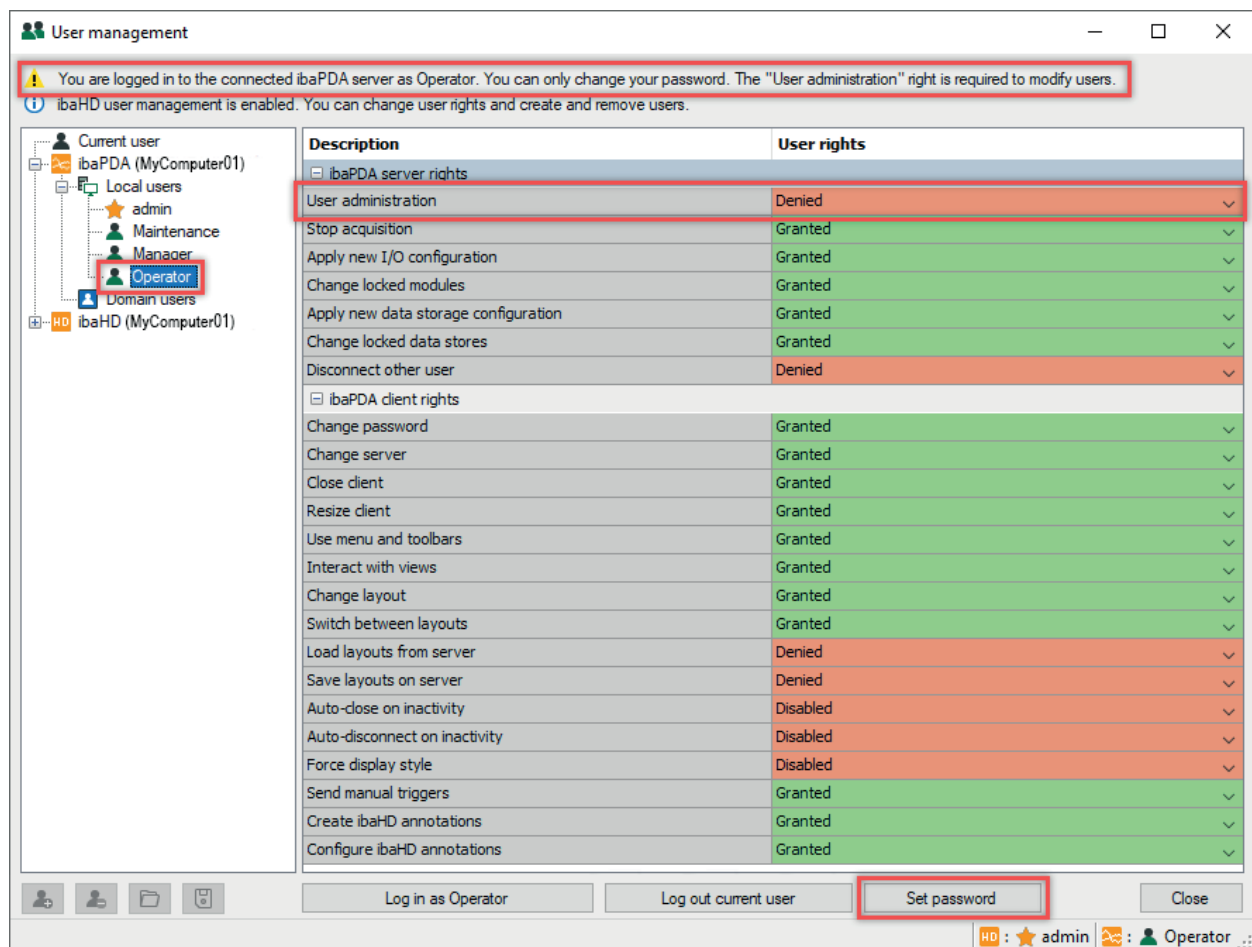 User management
You are logged in to the connected ibaPDA server as Operator. You can only change your password. The "User administration" right is required to modify users.
ibaHD user management is enabled. You can change user rights and create and remove users.
Current user
ibaPDA (MyComputer01)
Local users
admin
Maintenance
Manager
Operator
Domain users
HD ibaHD (MyComputer01)
Description User rights
ibaPDA server rights
User administration Denied
Stop acquisition Granted
Apply new I/O configuration Granted
Change locked modules Granted
Apply new data storage configuration Granted
Change locked data stores Granted
Disconnect other user Denied
ibaPDA client rights
Change password Granted
Change server Granted
Close client Granted
Resize client Granted
Use menu and toolbars Granted
Interact with views Granted
Change layout Granted
Switch between layouts Granted
Load layouts from server Denied
Save layouts on server Denied
Auto-close on inactivity Disabled
Auto-disconnect on inactivity Disabled
Force display style Disabled
Send manual triggers Granted
Create ibaHD annotations Granted
Configure ibaHD annotations Granted
Log in as Operator Log out current user Set password Close
HD : admin : Operator